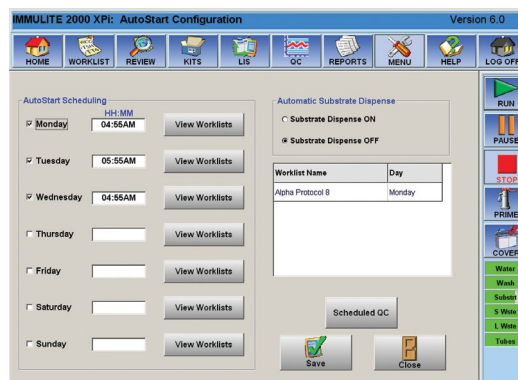 IMMULITE 2000 XPi: AutoStart Configuration Version 6.0
HOME WORKLIST REVIEW KITS LIS QC REPORTS MENU HELP LOG OFF
AutoStart Scheduling
HH:MM
Monday 04:55AM View Worklists
Tuesday 05:55AM View Worklists
Wednesday 04:55AM View Worklists
Thursday View Worklists
Friday View Worklists
Saturday View Worklists
Sunday View Worklists
Automatic Substrate Dispense
Substrate Dispense ON
Substrate Dispense OFF
Worklist Name Day
Alpha Protocol 8 Monday
Scheduled QC
Save Close
RUN
PAUSE
STOP
PRIME
COVER
Water
Wash
Substrt
S Wste
L Wste
Tubes